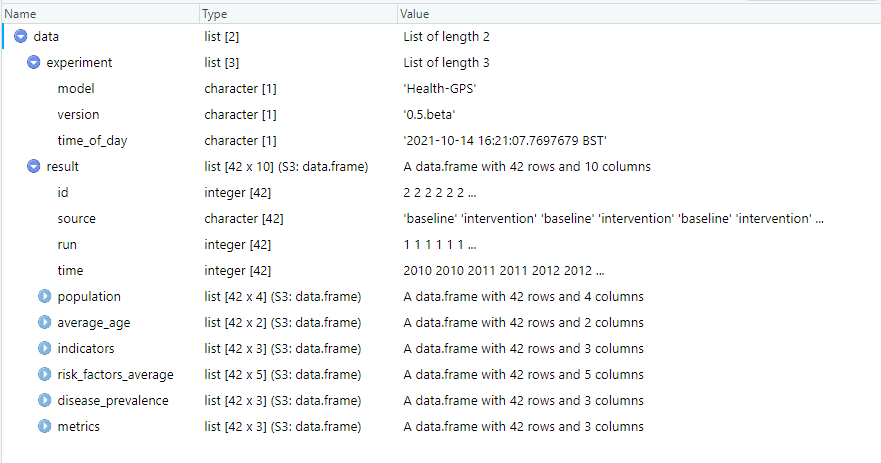 Name Type Value
data list [2] List of length 2
experiment list [3] List of length 3
model character [1] 'Health-GPS'
version character [1] '0.5.beta'
time_of_day character [1] '2021-10-14 16:21:07.7697679 BST'
result list [42 x 10] (S3: data.frame) A data.frame with 42 rows and 10 columns
id integer [42] 2 2 2 2 2 2 ...
source character [42] 'baseline' 'intervention' 'baseline' 'intervention' 'baseline' 'intervention' ...
run integer [42] 1 1 1 1 1 1 ...
time integer [42] 2010 2010 2011 2011 2012 2012 ...
population list [42 x 4] (S3: data.frame) A data.frame with 42 rows and 4 columns
average_age list [42 x 2] (S3: data.frame) A data.frame with 42 rows and 2 columns
indicators list [42 x 3] (S3: data.frame) A data.frame with 42 rows and 3 columns
risk_factors_average list [42 x 5] (S3: data.frame) A data.frame with 42 rows and 5 columns
disease_prevalence list [42 x 3] (S3: data.frame) A data.frame with 42 rows and 3 columns
metrics list [42 x 3] (S3: data.frame) A data.frame with 42 rows and 3 columns